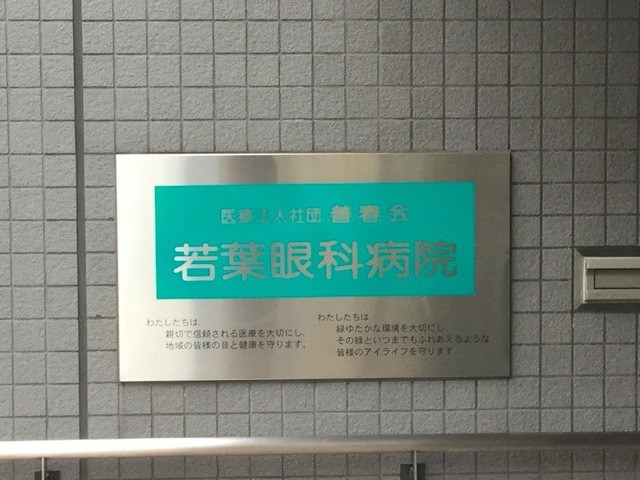 医療法人社団 善春会
若葉眼科病院
わたしたちは、
親切で信頼される医療を大切にし、
地域の皆様の目と健康を守ります。
わたしたちは
緑ゆたかな環境を大切にし
その緑といつまでもふれあえるような
皆様のアイライフを守ります。